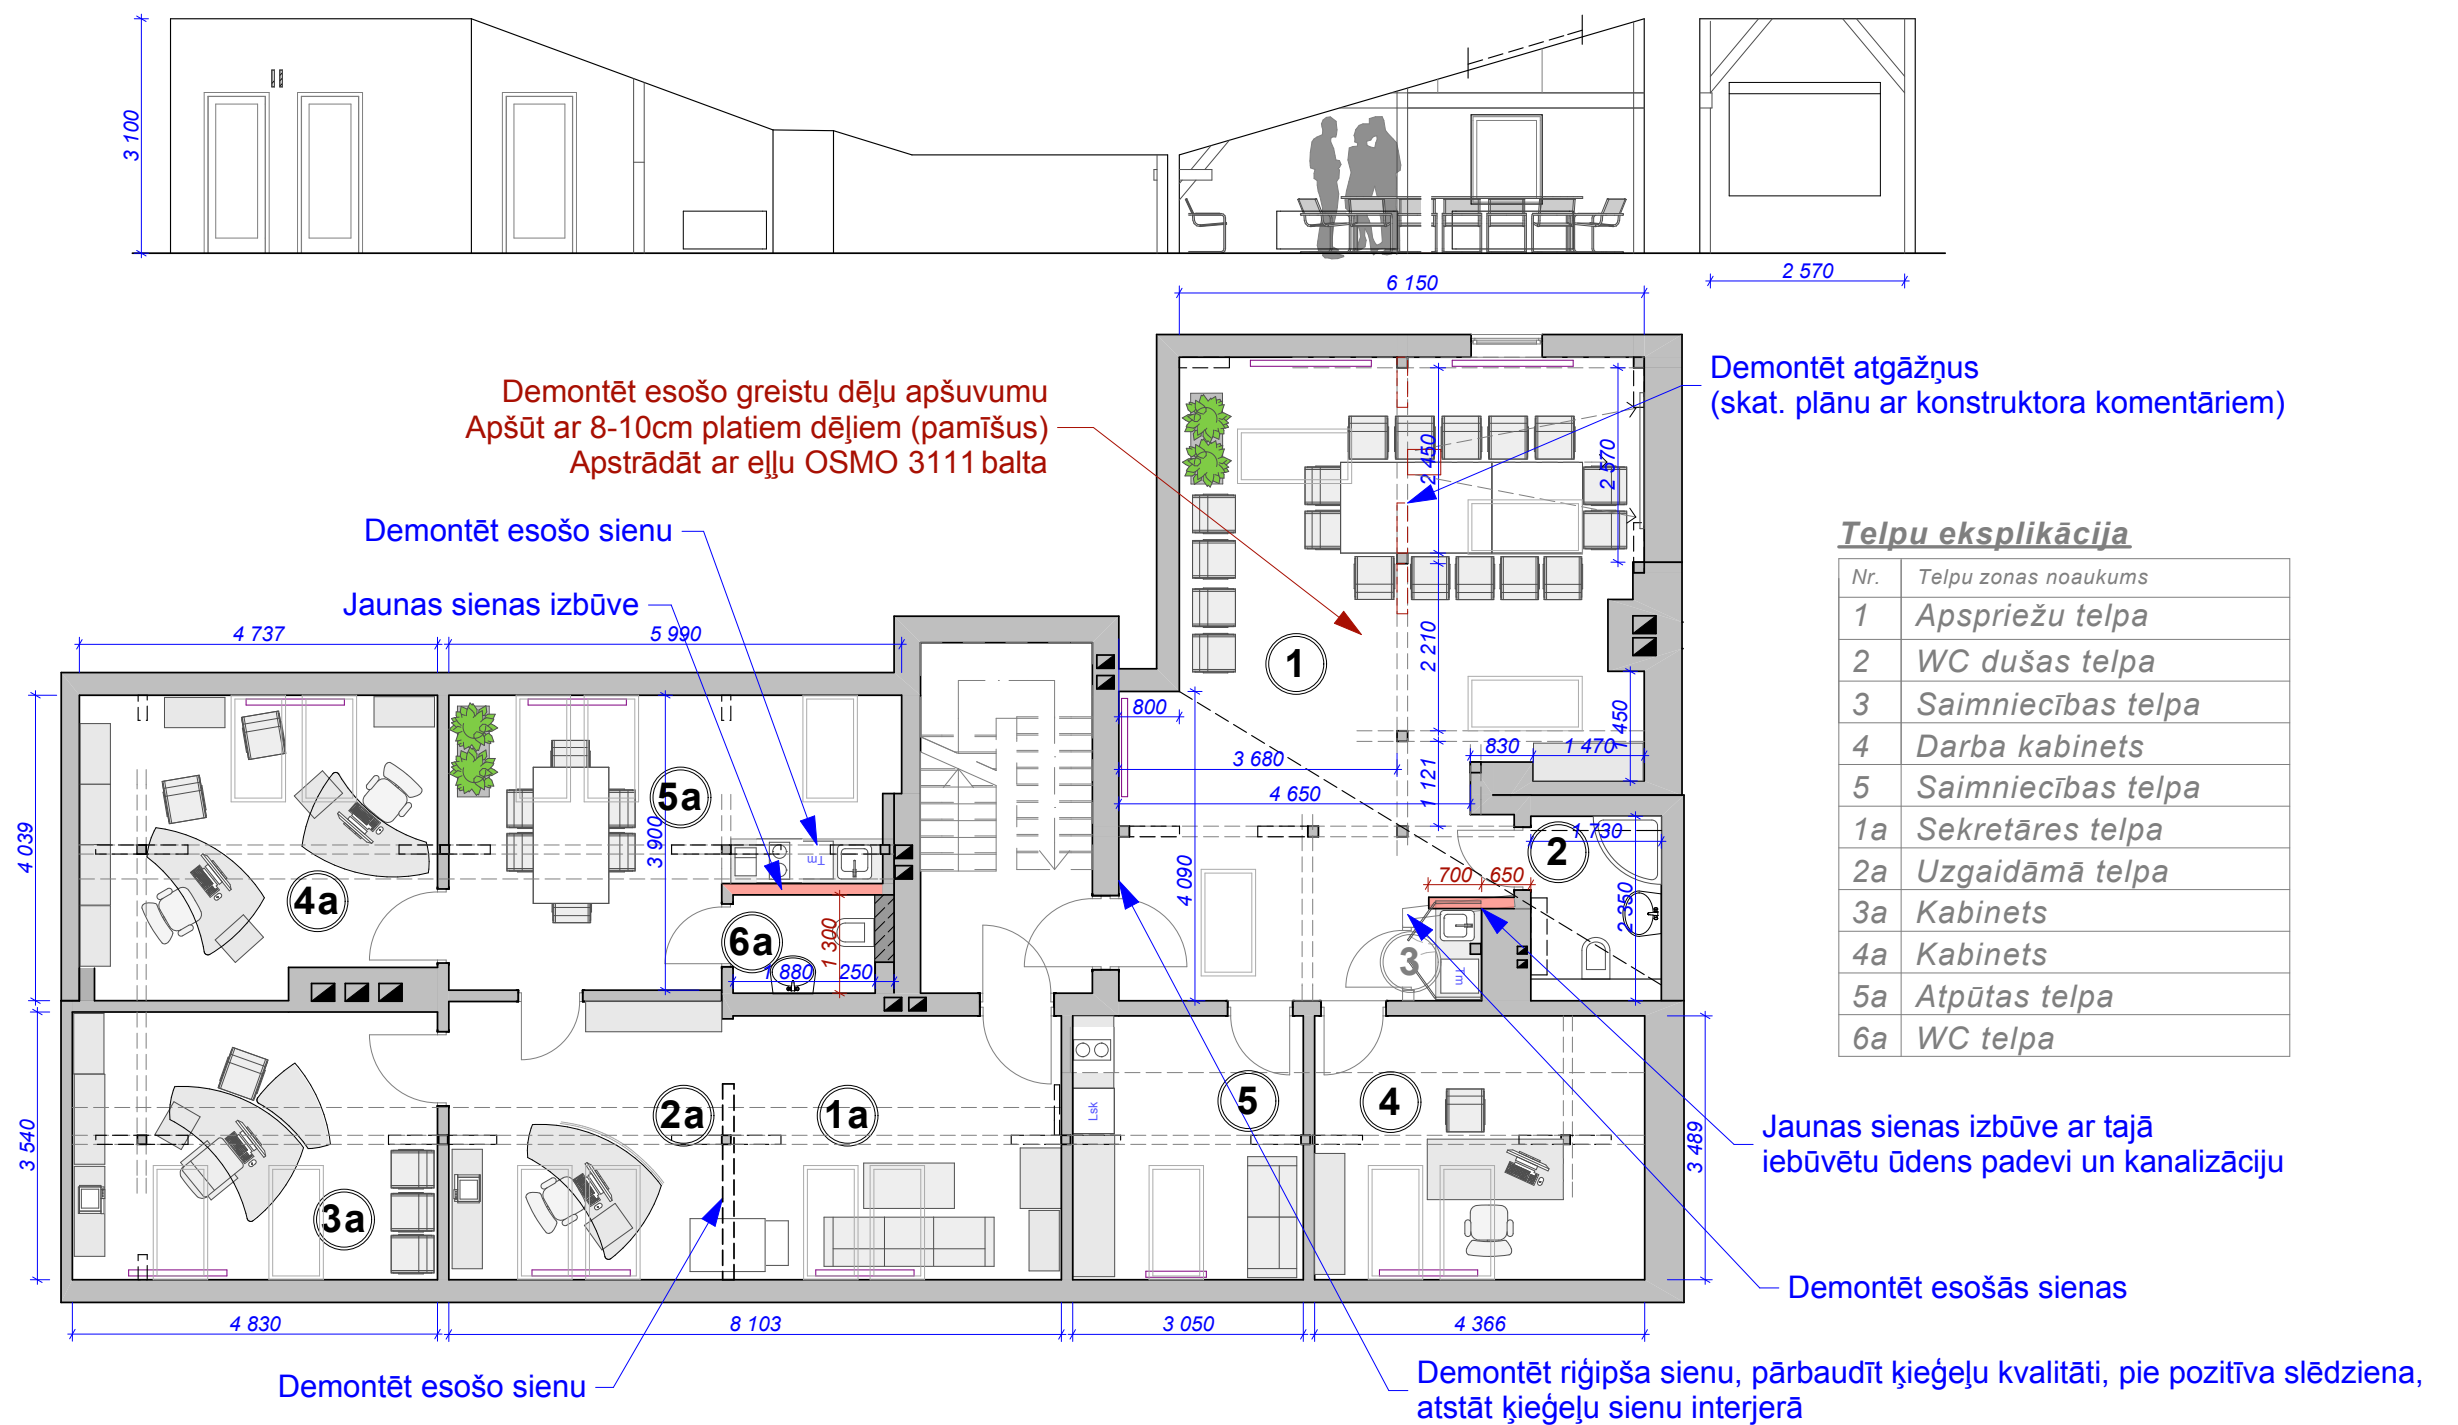 3 100
6 150
2 570
Demontēt esošo greistu dēļu apšuvumu
Apšūt ar 8-10cm platiem dēļiem (pamīšus)
Apstrādāt ar eļļu OSMO 3111 balta
Demontēt atgāžņus
(skat. plānu ar konstruktora komentāriem)
Demontēt esošo sienu
Jaunas sienas izbūve
4 737
5 990
2 450
2 570
2 210
1
800
3 680
4 650
830
1 470
1 450
1 121
4 039
5a
3 900
Tm
4a
6a
1 300
1 880
250
4 090
2
1 730
700
650
2 350
3
Tm
Telpu eksplikācija
Nr. Telpu zonas noaukums
1 Apspriežu telpa
2 WC dušas telpa
3 Saimniecības telpa
4 Darba kabinets
5 Saimniecības telpa
1a Sekretāres telpa
2a Uzgaidāmā telpa
3a Kabinets
4a Kabinets
5a Atpūtas telpa
6a WC telpa
3 540
2a
1a
5
4
Lsk
3a
3 489
Jaunas sienas izbūve ar tajā
iebūvētu ūdens padevi un kanalizāciju
Demontēt esošās sienas
4 830
8 103
3 050
4 366
Demontēt esošo sienu
Demontēt riģipša sienu, pārbaudīt ķieģeļu kvalitāti, pie pozitīva slēdziena,
atstāt ķieģeļu sienu interjerā